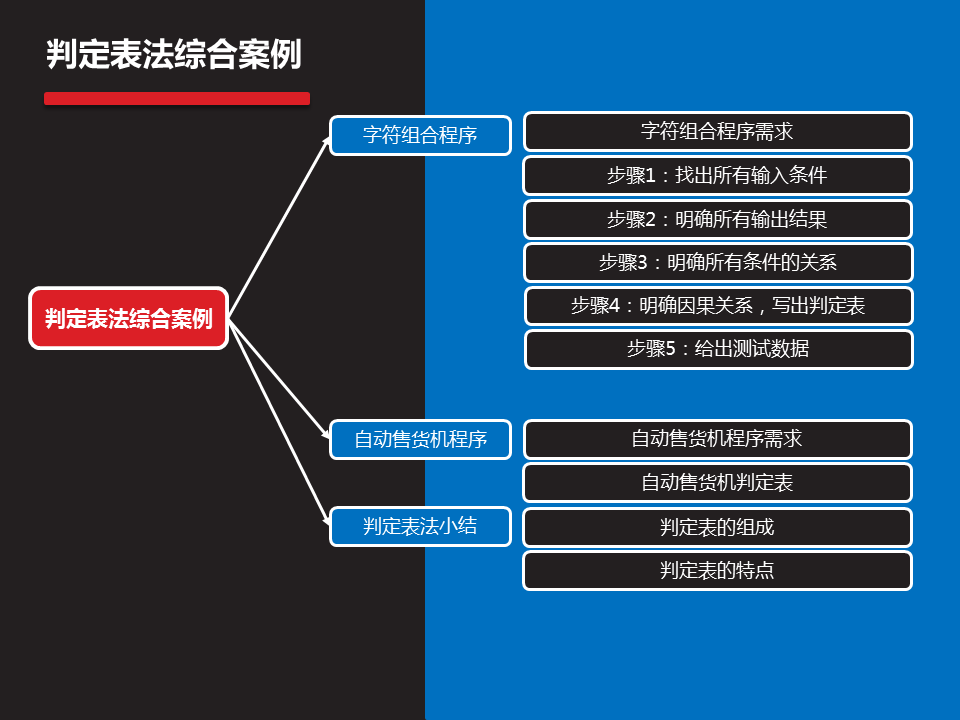 判定表法综合案例
判定表法综合案例
字符组合程序
字符组合程序需求
步骤1：找出所有输入条件
步骤2：明确所有输出结果
步骤3：明确所有条件的关系
步骤4：明确因果关系，写出判定表
步骤5：给出测试数据
自动售货机程序
自动售货机程序需求
自动售货机判定表
判定表法小结
判定表的组成
判定表的特点